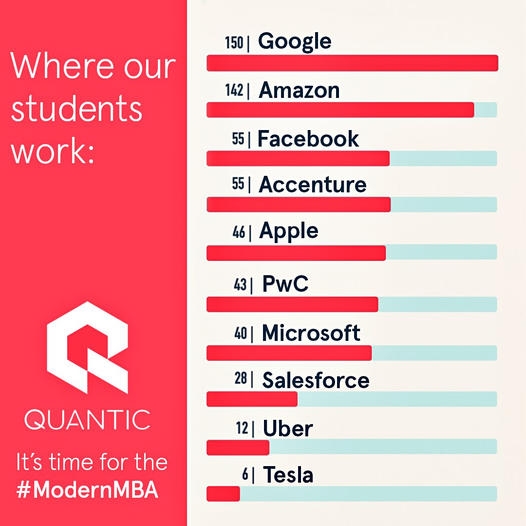 Where our
students
work:
QUANTIC
It's time for the
#ModernMBA
150| Google
142| Amazon
55| Facebook
55| Accenture
46| Apple
43| PwC
40| Microsoft
28| Salesforce
12| Uber
6| Tesla